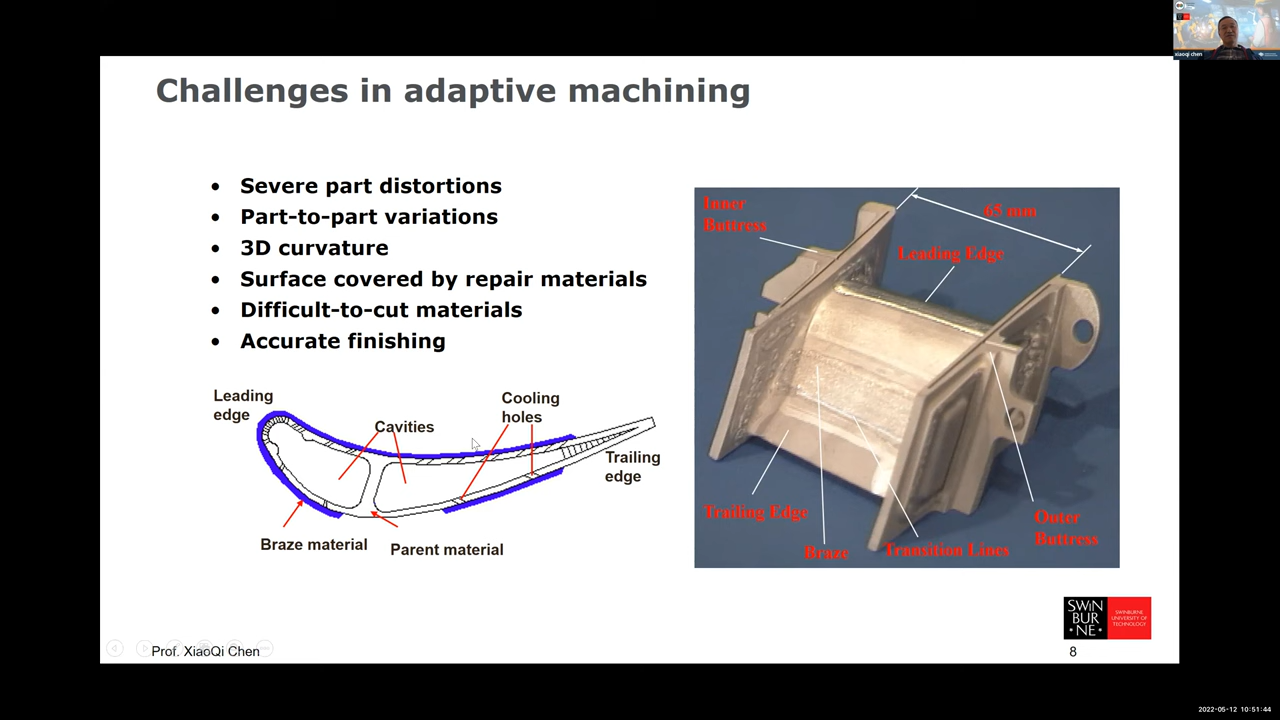 xiaoqi chen
Challenges in adaptive machining
• Severe part distortions
• Part-to-part variations
• 3D curvature
• Surface covered by repair materials
• Difficult-to-cut materials
• Accurate finishing
Leading
edge
Cavities
Cooling
holes
Trailing
edge
Braze material
Parent material
Inner
Buttress
65 mm
Leading Edge
Trailing Edge
Braze
Transition Lines
Outer
Buttress
SWIN
BUR
NE
SWINBURNE
UNIVERSITY OF
TECHNOLOGY
Prof. XiaoQi Chen
8
2022-05-12 10:51:44